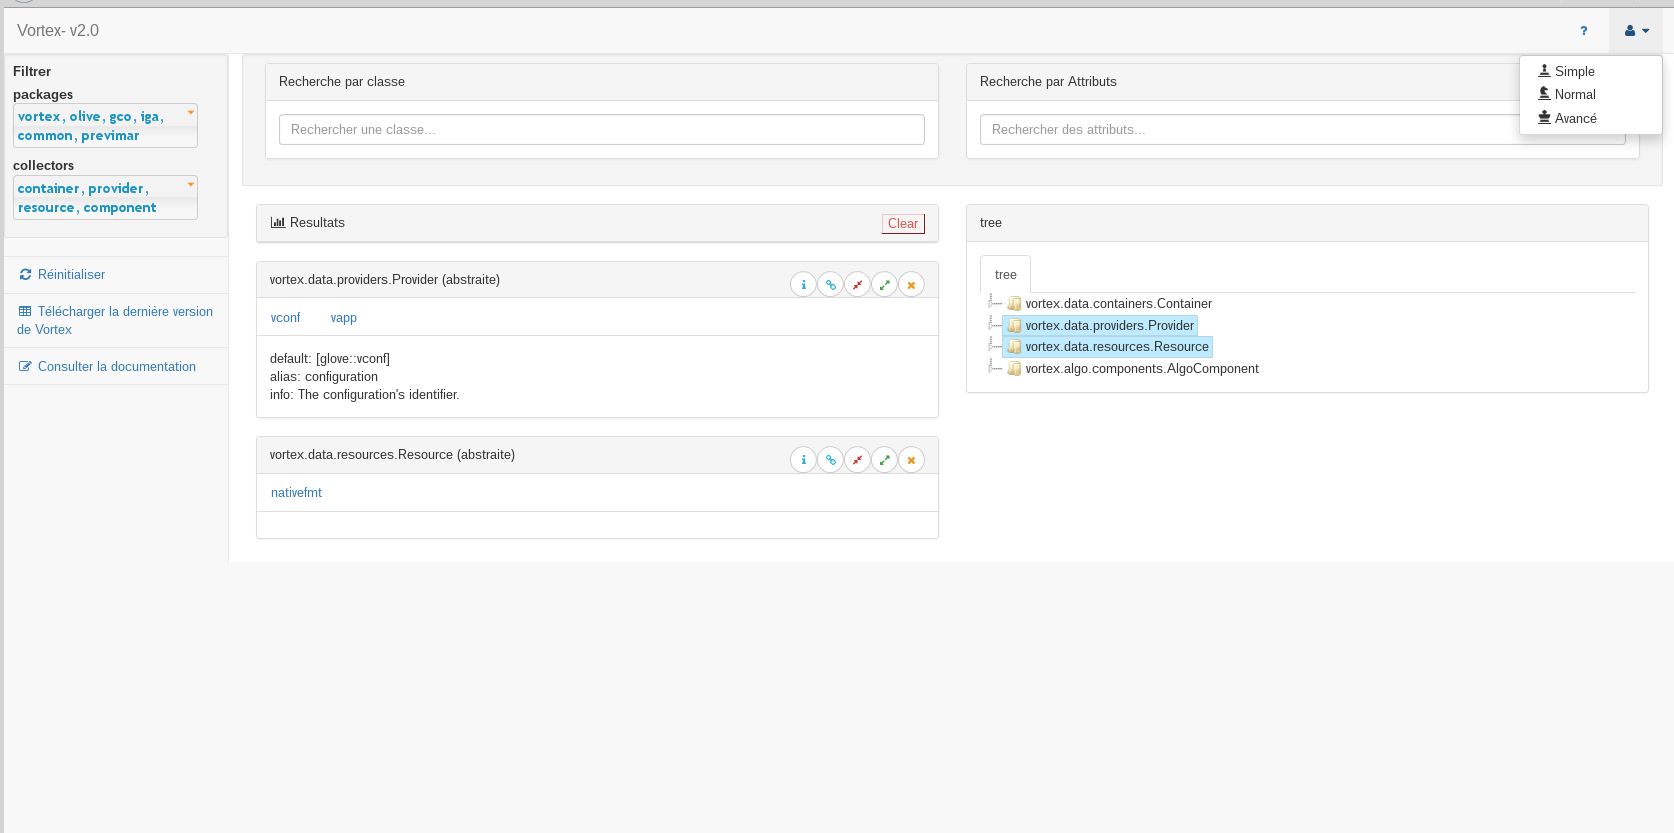 Vortex- v2.0
?
Simple
Normal
Avancé
Filtrer
packages
vortex, olive, gco, iga,
common, previmar
collectors
container, provider,
resource, component
Réinitialiser
Télécharger la dernière version
de Vortex
Consulter la documentation
Recherche par classe
Rechercher une classe...
Recherche par Attributs
Rechercher des attributs...
Resultats
Clear
vortex.data.providers.Provider (abstraite)
vconf vapp
default: [glove::vconf]
alias: configuration
info: The configuration's identifier.
vortex.data.resources.Resource (abstraite)
nativefmt
tree
tree
vortex.data.containers.Container
vortex.data.providers.Provider
vortex.data.resources.Resource
vortex.algo.components.AlgoComponent